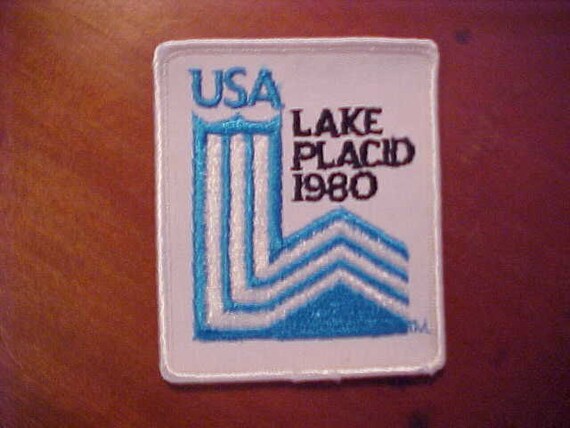 USA
LAKE
PLACID
1980
TM